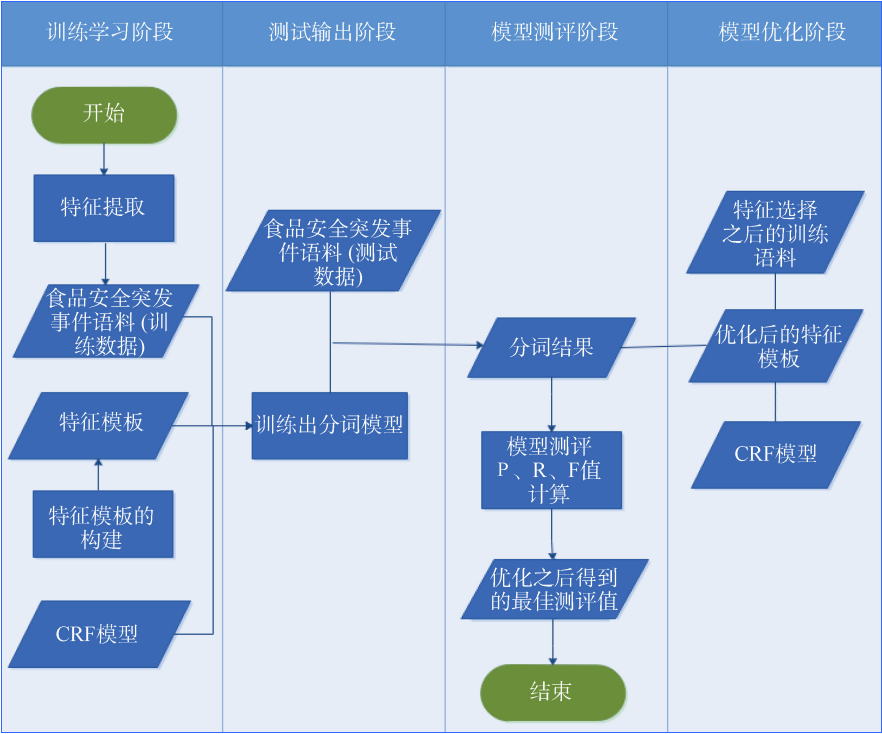 训练学习阶段
测试输出阶段
模型测评阶段
模型优化阶段
开始
特征提取
食品安全突发
事件语料 (训
练数据)
特征模板
特征模板的
构建
CRF模型
食品安全突发事
件语料 (测试
数据)
训练出分词模型
分词结果
模型测评
P 、R、F值
计算
优化之后得到
的最佳测评值
结束
特征选择
之后的训练
语料
优化后的特征
模板
CRF模型